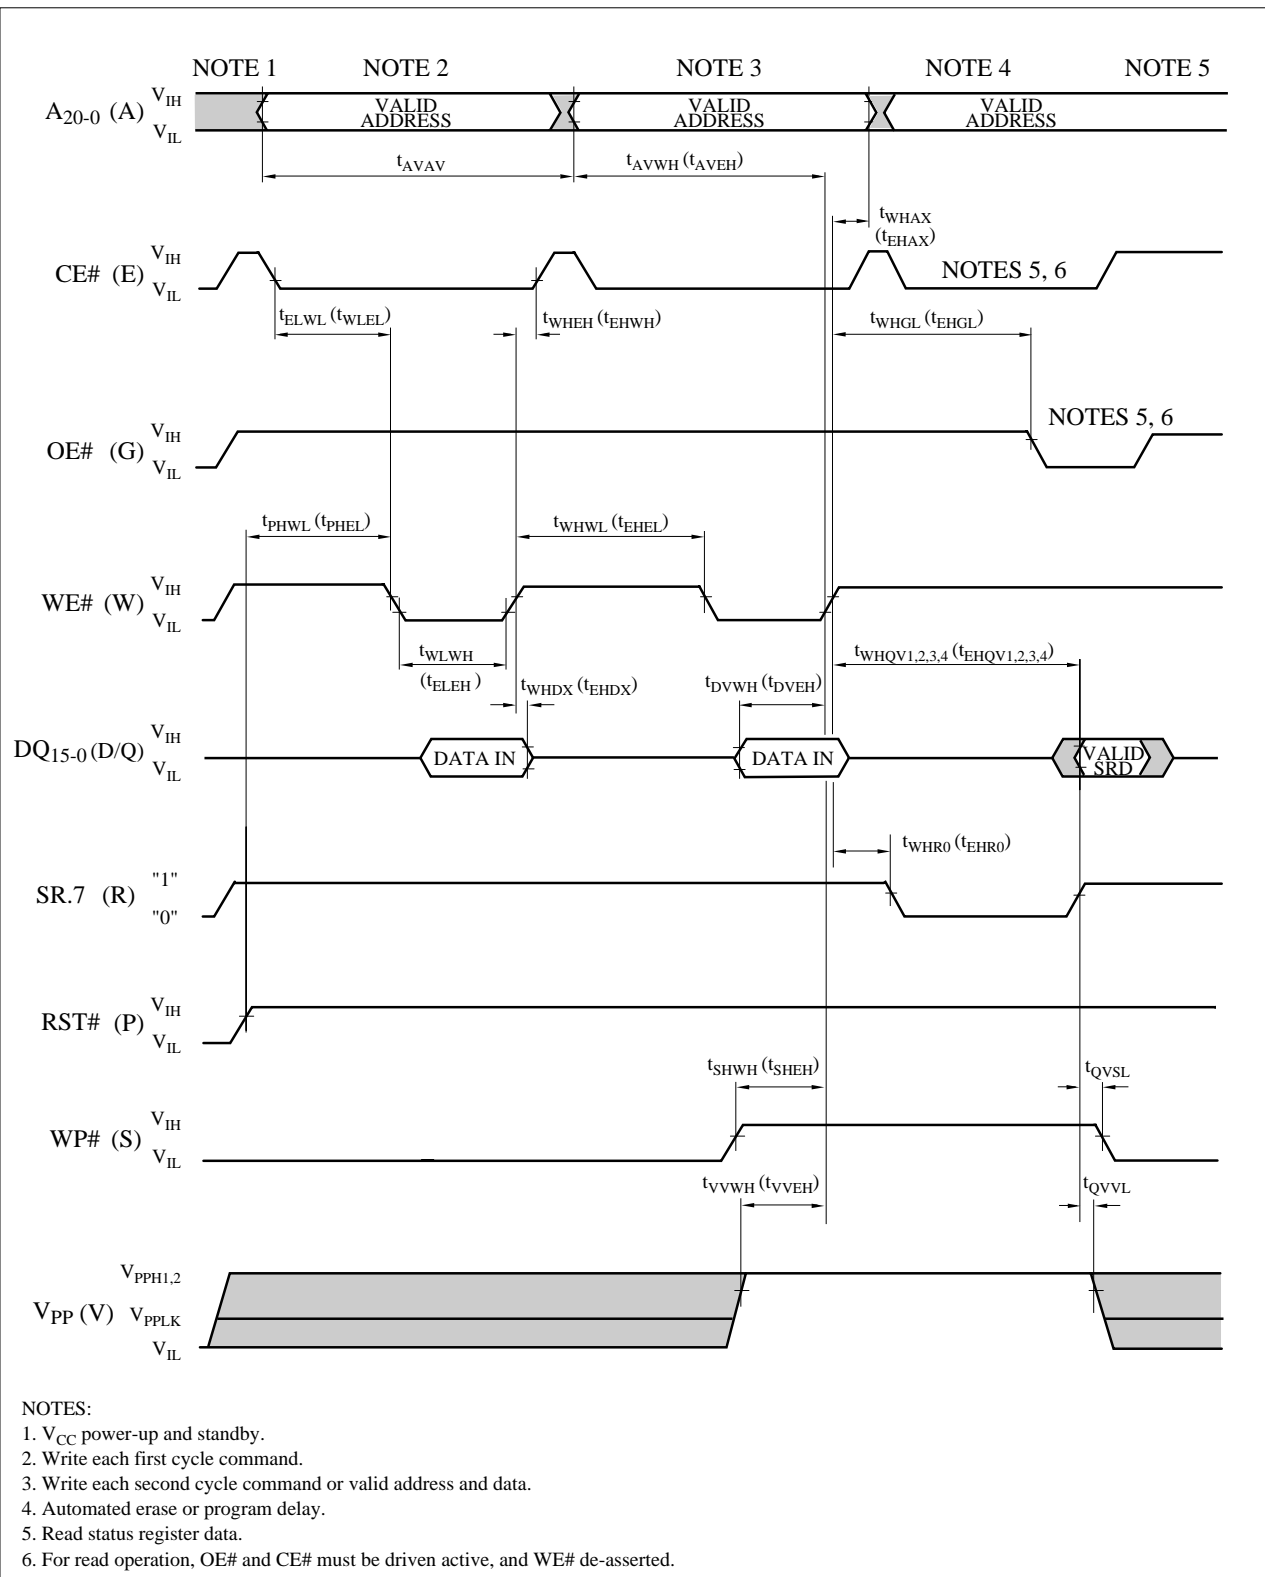 NOTE 1 NOTE 2 NOTE 3 NOTE 4 NOTE 5
A20-0 (A) VIH VIL VALID ADDRESS VALID ADDRESS VALID ADDRESS
tAVAV tAVWH (tAVEH)
tWHAX
(tEHAX)
CE# (E) VIH VIL NOTES 5, 6
tELWL (tWLEL) tWHEH (tEHWH) tWHGL (tEHGL)
OE# (G) VIH VIL NOTES 5, 6
tPHWL (tPHEL) tWHWL (tEHEL)
WE# (W) VIH VIL
tWLWH
(tELEH) tWHDX (tEHDX) tDVWH (tDVEH) tWHQV1,2,3,4 (tEHQV1,2,3,4)
DQ15-0 (D/Q) VIH VIL DATA IN DATA IN VALID SRD
tWHR0 (tEHR0)
SR.7 (R) "1" "0"
RST# (P) VIH VIL
tSHWH (tSHEH) tQVSL
WP# (S) VIH VIL
tVVWH (tVVEH) tQVVL
VPP (V) VPPH1,2 VPPLK VIL
NOTES:
1. VCC power-up and standby.
2. Write each first cycle command.
3. Write each second cycle command or valid address and data.
4. Automated erase or program delay.
5. Read status register data.
6. For read operation, OE# and CE# must be driven active, and WE# de-asserted.